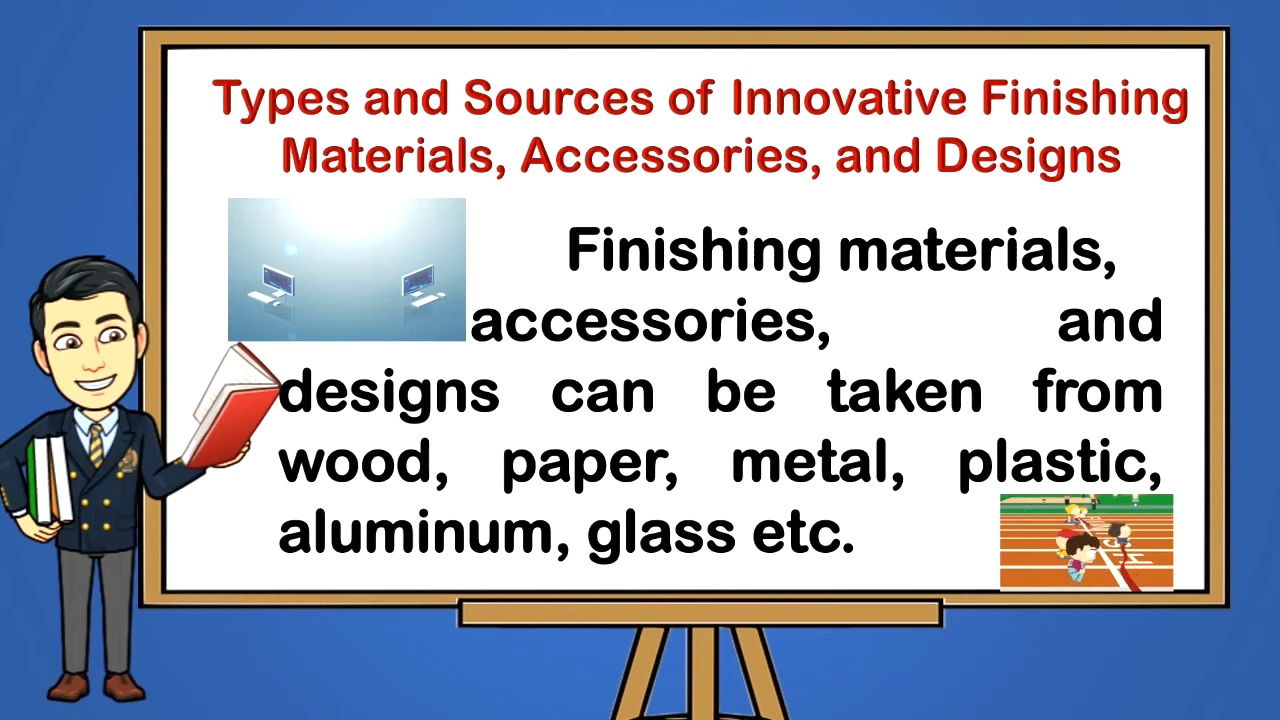 Types and Sources of Innovative Finishing
Materials, Accessories, and Designs
Finishing materials,
accessories, and
designs can be taken from
wood, paper, metal, plastic,
aluminum, glass etc.